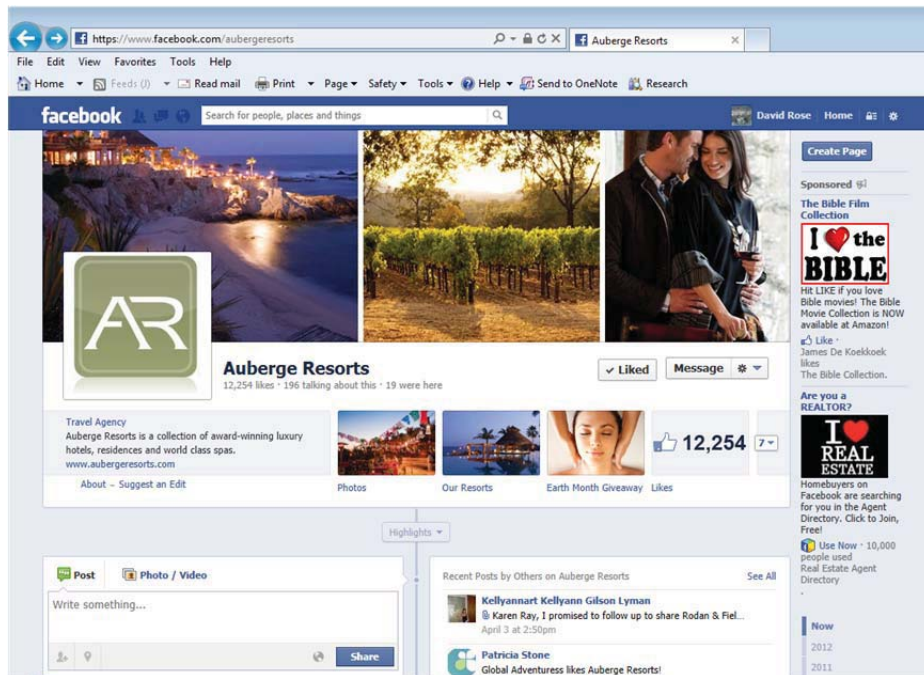 https://www.facebook.com/aubergeresorts
Auberge Resorts
File Edit View Favorites Tools Help
Home Feeds (J) Read mail Print Page Safety Tools Help Send to OneNote Research
facebook
Search for people, places and things
David Rose Home
AR
Auberge Resorts
12,254 likes · 196 talking about this · 19 were here
Liked
Message
Travel Agency
Auberge Resorts is a collection of award-winning luxury
hotels, residences and world class spas.
www.aubergeresorts.com
About – Suggest an Edit
Photos
Our Resorts
Earth Month Giveaway
12,254
Likes
7
Highlights
Post
Photo / Video
Write something...
Share
Recent Posts by Others on Auberge Resorts
See All
Kellyannart Kellyann Gilson Lyman
Karen Ray, I promised to follow up to share Rodan & Fiel...
April 3 at 2:50pm
Patricia Stone
Global Adventuress likes Auberge Resorts!
Create Page
Sponsored
The Bible Film
Collection
I the
BIBLE
Hit LIKE if you love
Bible movies! The Bible
Movie Collection is NOW
available at Amazon!
Like ·
James De Koekkoek
likes
The Bible Collection.
Are you a
REALTOR?
I
REAL
ESTATE
Homebuyers on
Facebook are searching
for you in the Agent
Directory. Click to Join,
Free!
Use Now · 10,000
people used
Real Estate Agent
Directory
.
Now
2012
2011